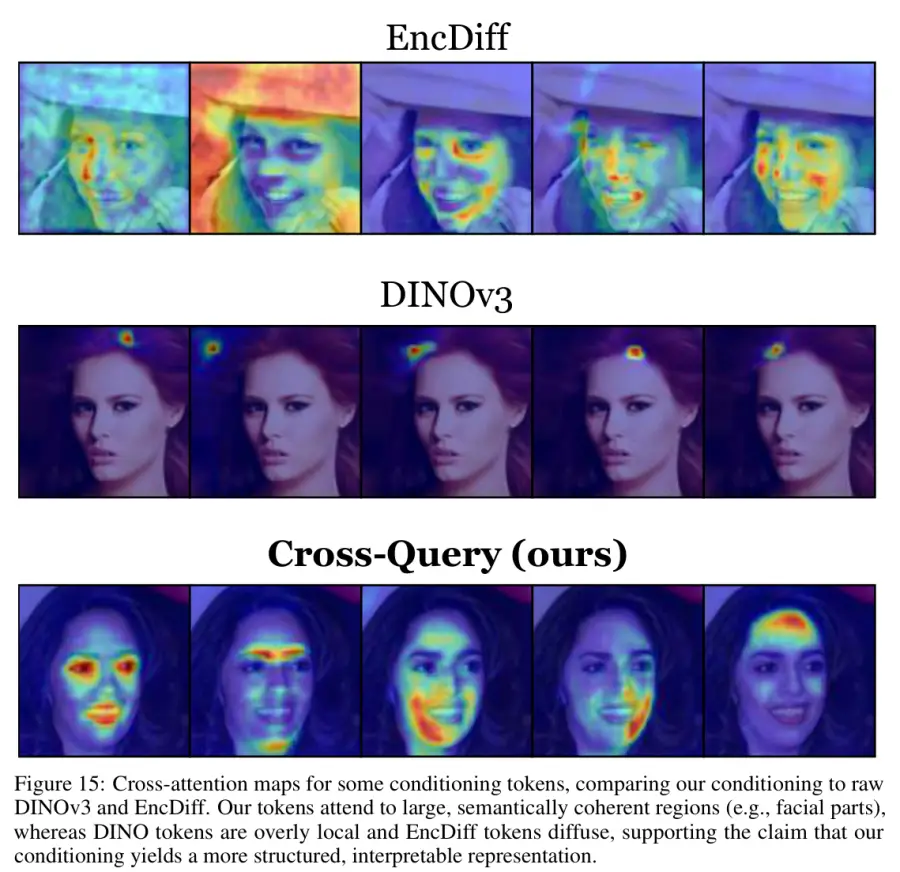 EncDiff
DINOv3
Cross-Query (ours)
Figure 15: Cross-attention maps for some conditioning tokens, comparing our conditioning to raw
DINOv3 and EncDiff. Our tokens attend to large, semantically coherent regions (e.g., facial parts),
whereas DINO tokens are overly local and EncDiff tokens diffuse, supporting the claim that our
conditioning yields a more structured, interpretable representation.